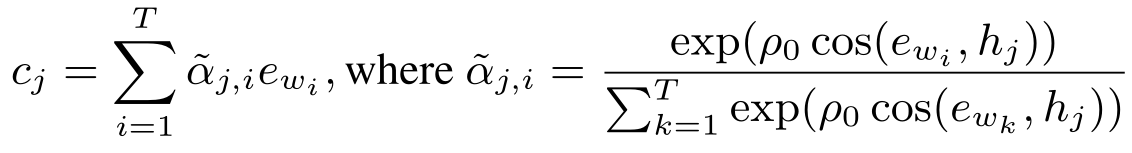 c_j = \sum_{i=1}^{T} \tilde{\alpha}_{j,i} e_{w_i}, where \tilde{\alpha}_{j,i} = \frac{\exp(\rho_0 \cos(e_{w_i}, h_j))}{\sum_{k=1}^{T} \exp(\rho_0 \cos(e_{w_k}, h_j))}